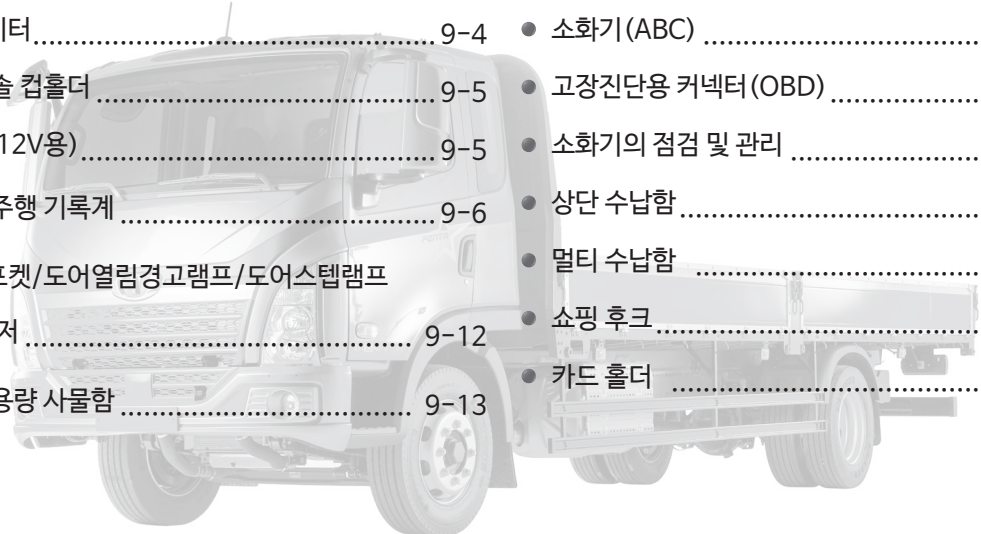 터 9-4
솔 컵홀더 9-5
12V용) 9-5
주행 기록계 9-6
포켓/도어열림경고램프/도어스텝램프
저 9-12
용량 사물함 9-13
소화기(ABC)
고장진단용 커넥터(OBD)
소화기의 점검 및 관리
상단 수납함
멀티 수납함
쇼핑 후크
카드 홀더